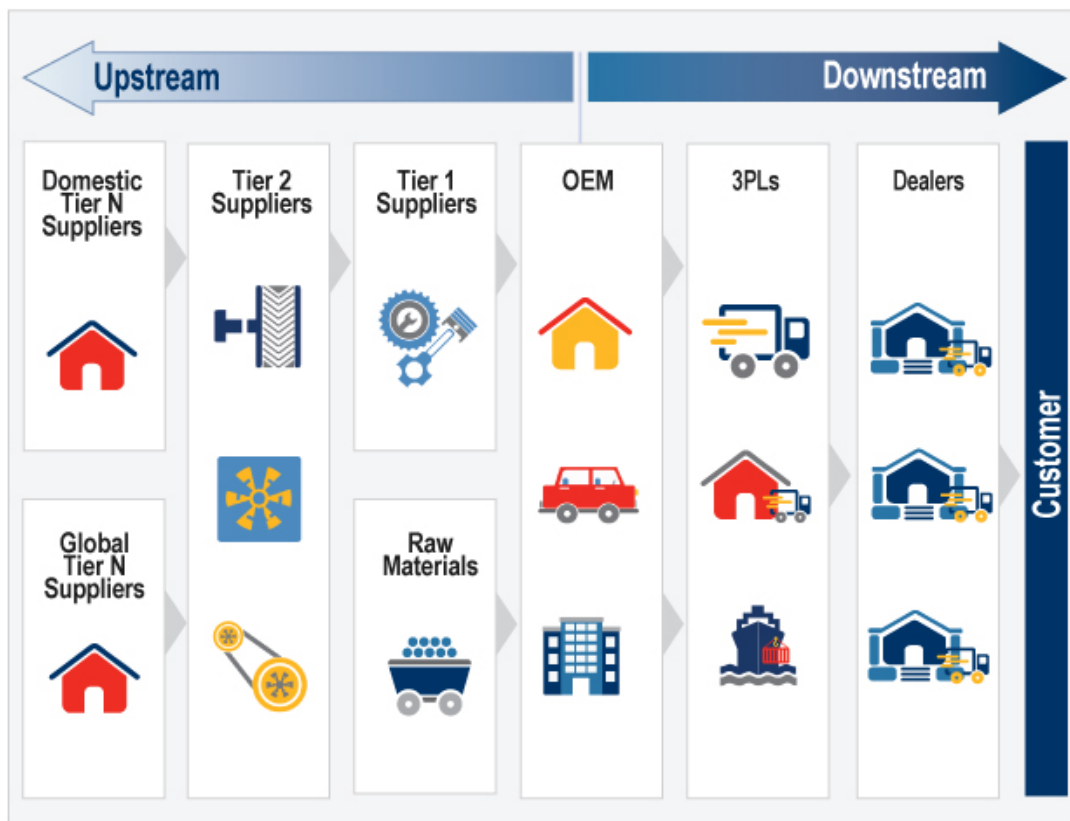 Upstream
Downstream
Domestic
Tier N
Suppliers
Tier 2
Suppliers
Tier 1
Suppliers
OEM
3PLs
Dealers
Global
Tier N
Suppliers
Raw
Materials
Customer